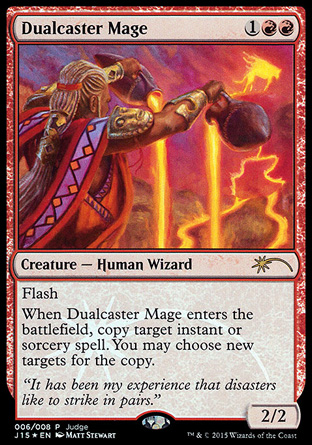 Dualcaster Mage 1
Creature — Human Wizard
Flash
When Dualcaster Mage enters the
battlefield, copy target instant or
sorcery spell. You may choose new
targets for the copy.
"It has been my experience that disasters
like to strike in pairs."
2/2
006/008 P Judge
J15★EN Matt Stewart
™ & © 2015 Wizards of the Coast